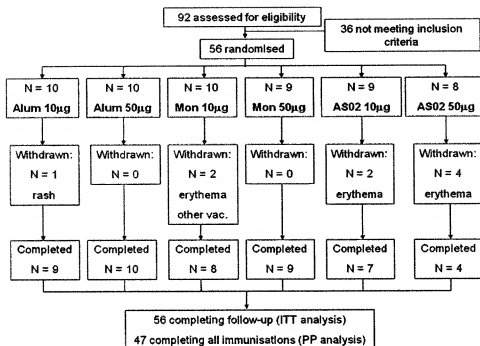 92 assessed for eligibility
36 not meeting inclusion
criteria
56 randomised
N = 10
Alum 10µg
N = 10
Alum 50µg
N = 10
Mon 10µg
N = 9
Mon 50µg
N = 9
AS02 10µg
N = 8
AS02 50µg
Withdrawn:
N = 1
rash
Withdrawn:
N = 0
Withdrawn:
N = 2
erythema
other vac.
Withdrawn:
N = 0
Withdrawn:
N = 2
erythema
Withdrawn:
N = 4
erythema
Completed
N = 9
Completed
N = 10
Completed
N = 8
Completed
N = 9
Completed
N = 7
Completed
N = 4
56 completing follow-up (ITT analysis)
47 completing all immunisations (PP analysis)